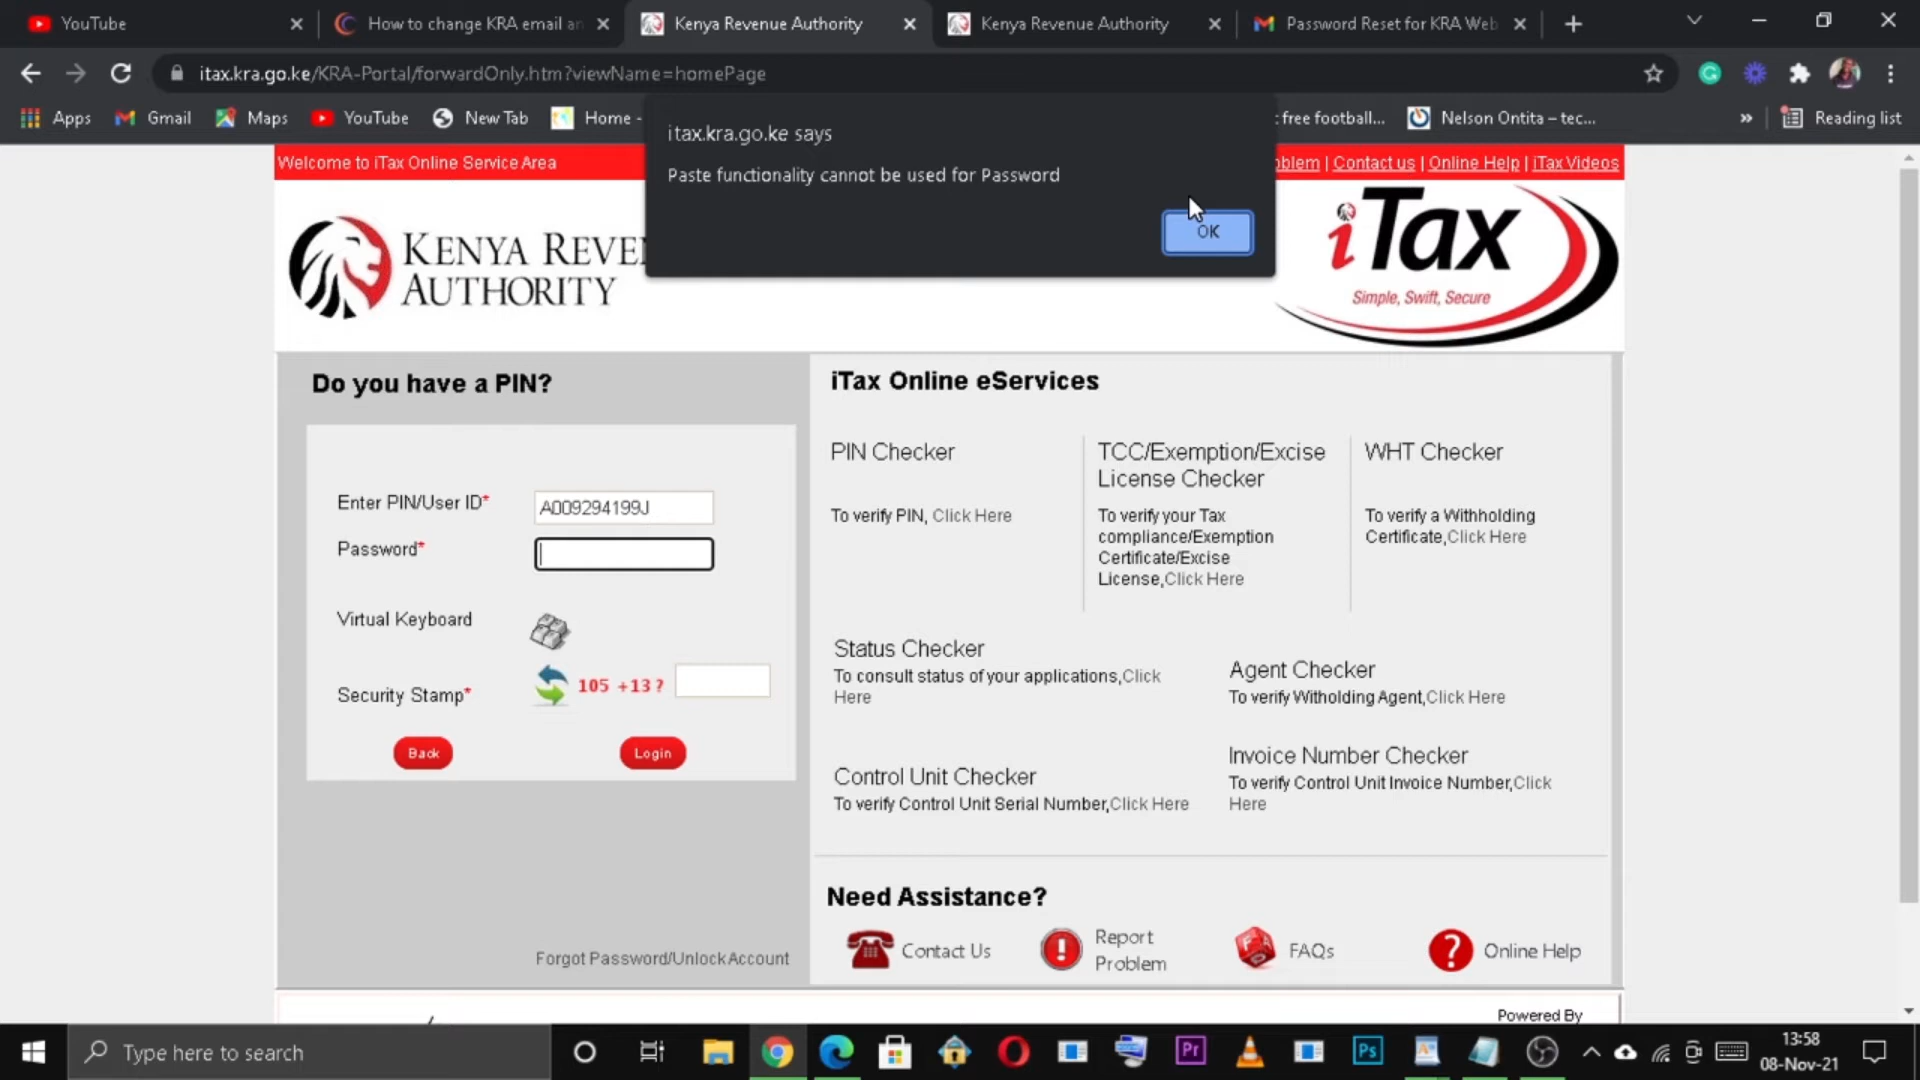 YouTube
How to change KRA email an
Kenya Revenue Authority
Kenya Revenue Authority
Password Reset for KRA Web
itax.kra.go.ke/KRA-Portal/forwardOnly.htm?viewName=homePage
Apps
Gmail
Maps
YouTube
New Tab
Home -
free football...
Nelson Ontita – tec...
»
Reading list
itax.kra.go.ke says
Paste functionality cannot be used for Password
OK
Welcome to iTax Online Service Area
oblem | Contact us | Online Help | iTax Videos
KENYA REVE
AUTHORITY
iTax
Simple, Swift, Secure
Do you have a PIN?
Enter PIN/User ID*
A009294199J
Password*
Virtual Keyboard
Security Stamp*
105 +13 ?
Back
Login
Forgot Password/Unlock Account
iTax Online eServices
PIN Checker
To verify PIN, Click Here
TCC/Exemption/Excise
License Checker
To verify your Tax
compliance/Exemption
Certificate/Excise
License,Click Here
WHT Checker
To verify a Withholding
Certificate,Click Here
Status Checker
To consult status of your applications,Click
Here
Agent Checker
To verify Witholding Agent,Click Here
Control Unit Checker
To verify Control Unit Serial Number,Click Here
Invoice Number Checker
To verify Control Unit Invoice Number,Click
Here
Need Assistance?
Contact Us
Report
Problem
FAQs
Online Help
Powered By
Type here to search
Pr
Ps
13:58
08-Nov-21